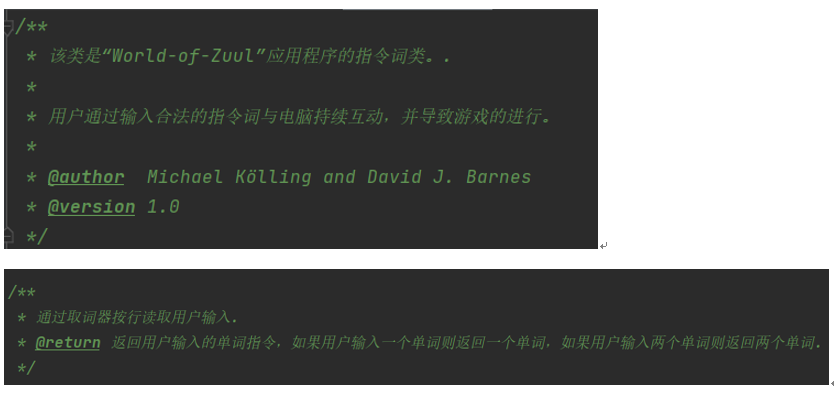 /**
* 该类是“World-of-Zuul”应用程序的指令词类。.
*
* 用户通过输入合法的指令词与电脑持续互动，并导致游戏的进行。
*
* @author Michael Kölling and David J. Barnes
* @version 1.0
*/
/**
* 通过取词器按行读取用户输入.
* @return 返回用户输入的单词指令，如果用户输入一个单词则返回一个单词，如果用户输入两个单词则返回两个单词.
*/